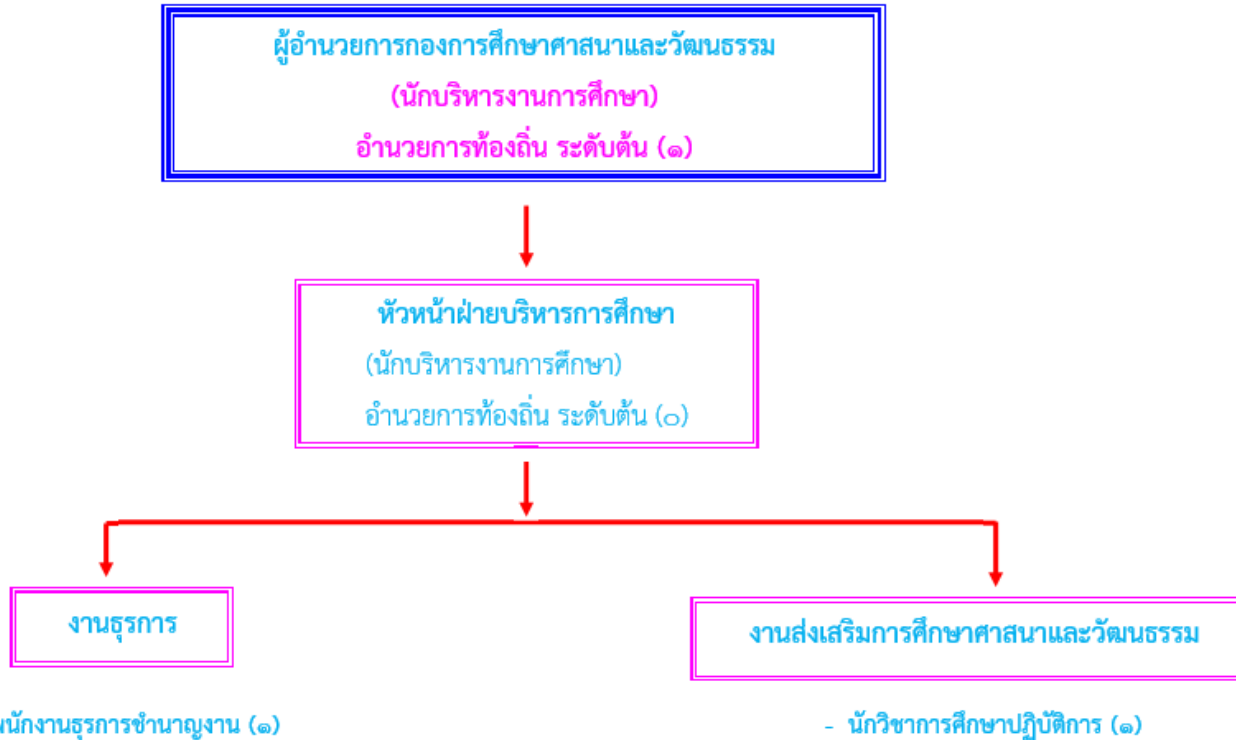 ผู้อำนวยการกองการศึกษาศาสนาและวัฒนธรรม
(นักบริหารงานการศึกษา)
อำนวยการท้องถิ่น ระดับต้น (๑)
หัวหน้าฝ่ายบริหารการศึกษา
(นักบริหารงานการศึกษา)
อำนวยการท้องถิ่น ระดับต้น (๐)
งานธุรการ
งานส่งเสริมการศึกษาศาสนาและวัฒนธรรม
พนักงานธุรการชำนาญงาน (๑)
- นักวิชาการศึกษาปฏิบัติการ (๑)